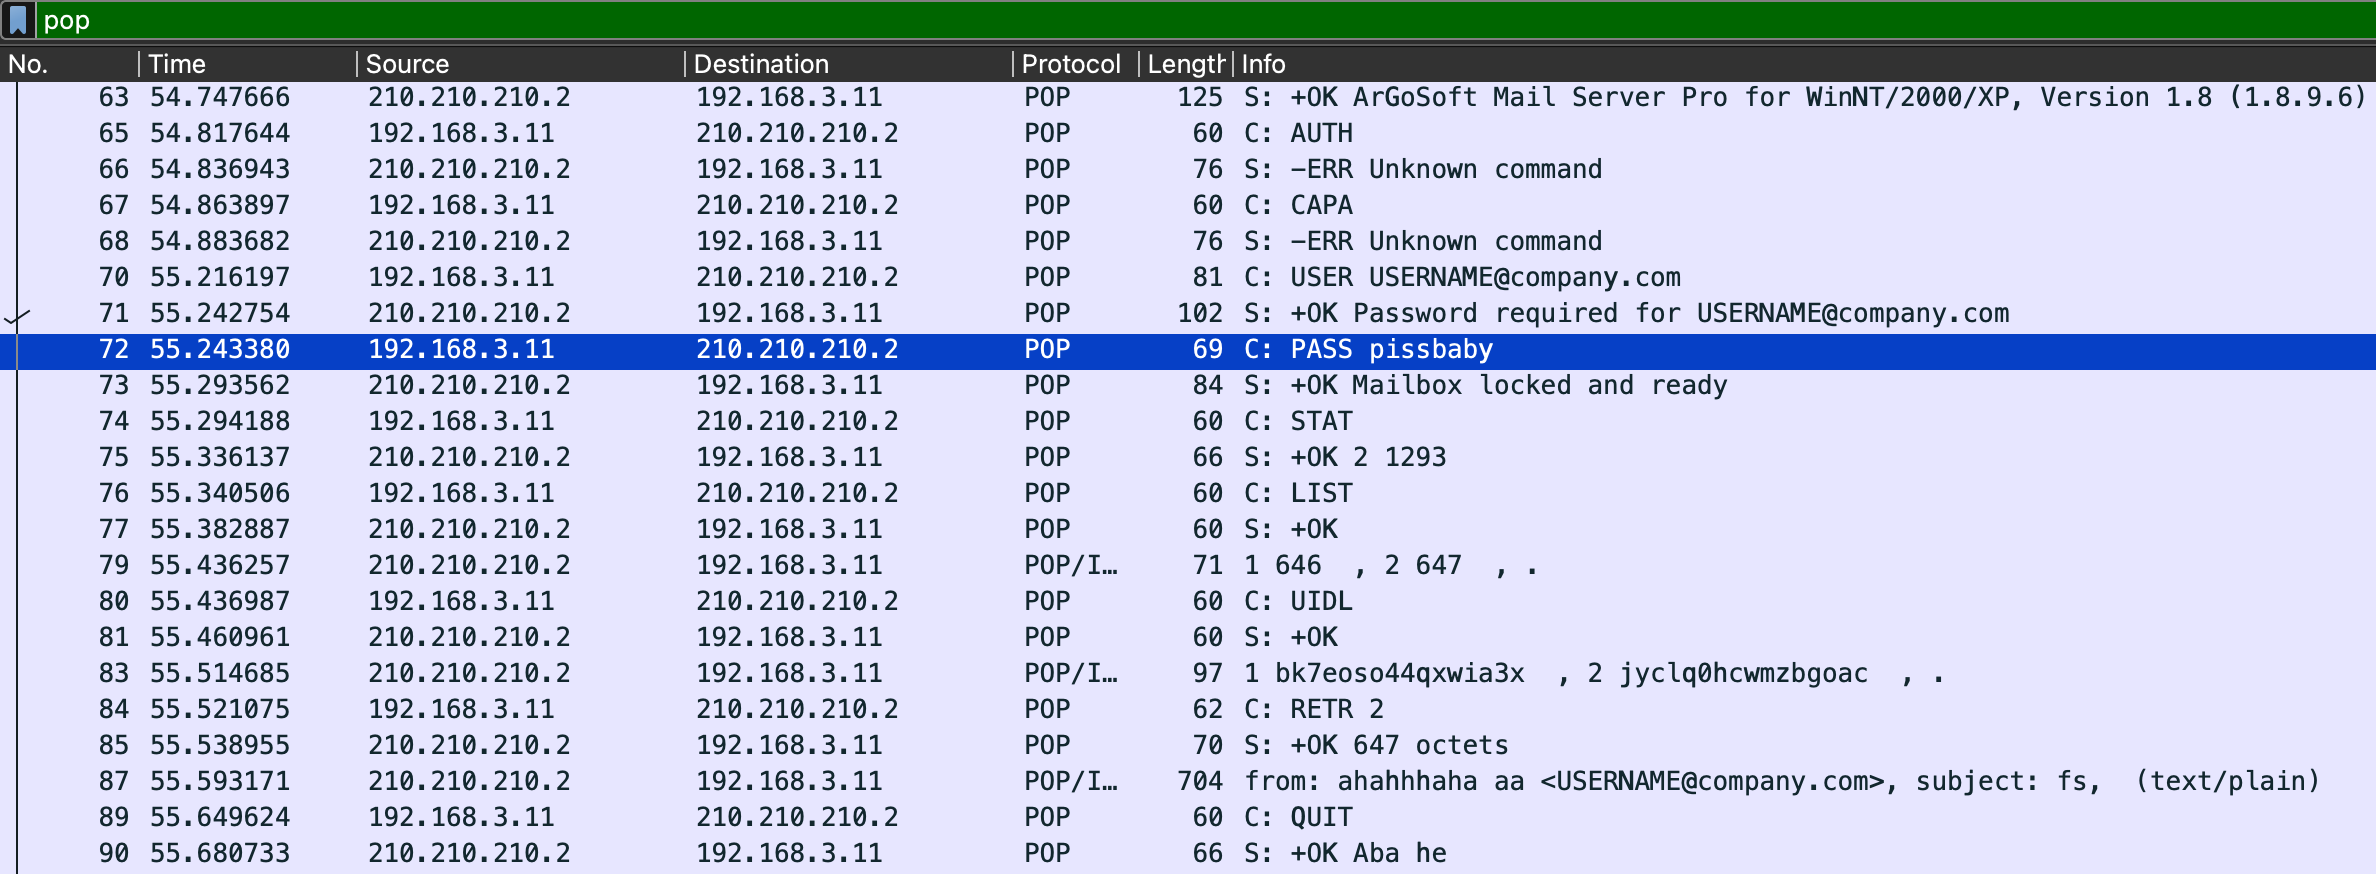 pop
No. Time Source Destination Protocol Length Info
63 54.747666 210.210.210.2 192.168.3.11 POP 125 S: +OK ArGoSoft Mail Server Pro for WinNT/2000/XP, Version 1.8 (1.8.9.6)
65 54.817644 192.168.3.11 210.210.210.2 POP 60 C: AUTH
66 54.836943 210.210.210.2 192.168.3.11 POP 76 S: -ERR Unknown command
67 54.863897 192.168.3.11 210.210.210.2 POP 60 C: CAPA
68 54.883682 210.210.210.2 192.168.3.11 POP 76 S: -ERR Unknown command
70 55.216197 192.168.3.11 210.210.210.2 POP 81 C: USER USERNAME@company.com
71 55.242754 210.210.210.2 192.168.3.11 POP 102 S: +OK Password required for USERNAME@company.com
72 55.243380 192.168.3.11 210.210.210.2 POP 69 C: PASS pissbaby
73 55.293562 210.210.210.2 192.168.3.11 POP 84 S: +OK Mailbox locked and ready
74 55.294188 192.168.3.11 210.210.210.2 POP 60 C: STAT
75 55.336137 210.210.210.2 192.168.3.11 POP 66 S: +OK 2 1293
76 55.340506 192.168.3.11 210.210.210.2 POP 60 C: LIST
77 55.382887 210.210.210.2 192.168.3.11 POP 60 S: +OK
79 55.436257 210.210.210.2 192.168.3.11 POP/I… 71 1 646 , 2 647 , .
80 55.436987 192.168.3.11 210.210.210.2 POP 60 C: UIDL
81 55.460961 210.210.210.2 192.168.3.11 POP 60 S: +OK
83 55.514685 210.210.210.2 192.168.3.11 POP/I… 97 1 bk7eoso44qxwia3x , 2 jyclq0hcwmzbgoac , .
84 55.521075 192.168.3.11 210.210.210.2 POP 62 C: RETR 2
85 55.538955 210.210.210.2 192.168.3.11 POP 70 S: +OK 647 octets
87 55.593171 210.210.210.2 192.168.3.11 POP/I… 704 from: ahahhhaha aa <USERNAME@company.com>, subject: fs, (text/plain)
89 55.649624 192.168.3.11 210.210.210.2 POP 60 C: QUIT
90 55.680733 210.210.210.2 192.168.3.11 POP 66 S: +OK Aba he